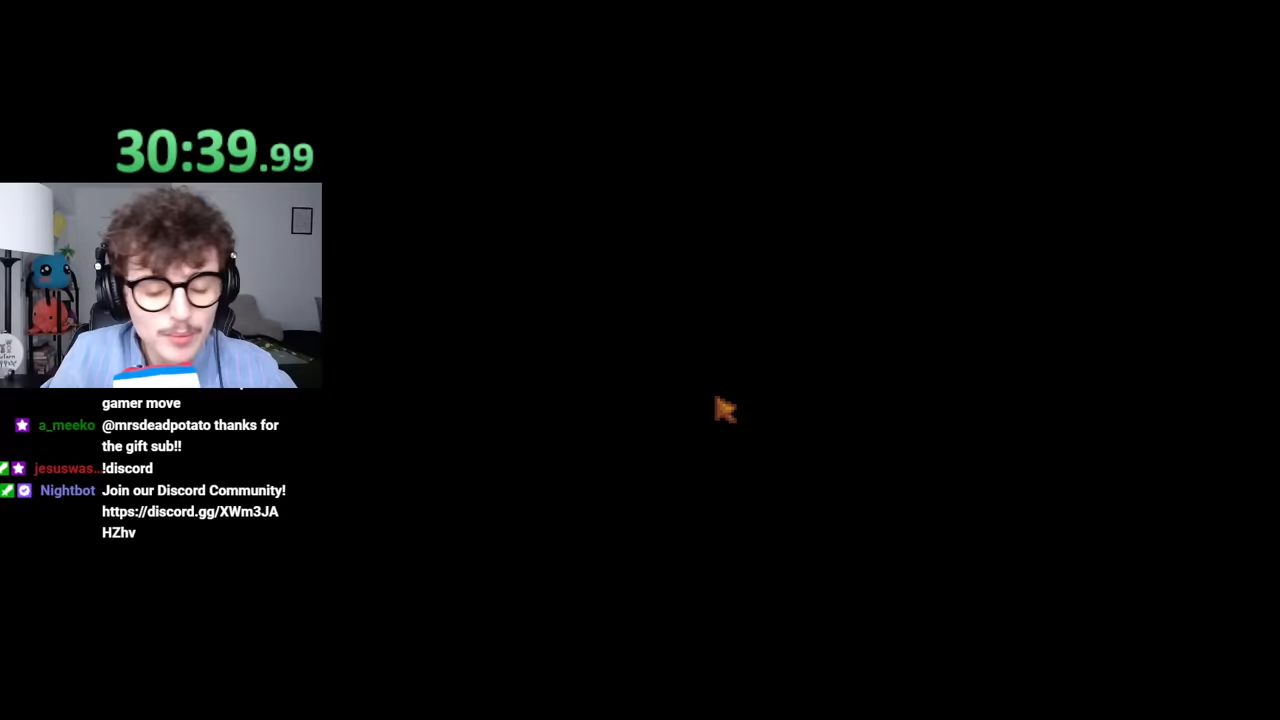 30:39.99
gamer move
a_meeko @mrsdeadpotato thanks for
the gift sub!!
jesuswas... !discord
Nightbot Join our Discord Community!
https://discord.gg/XWm3JA
HZhv